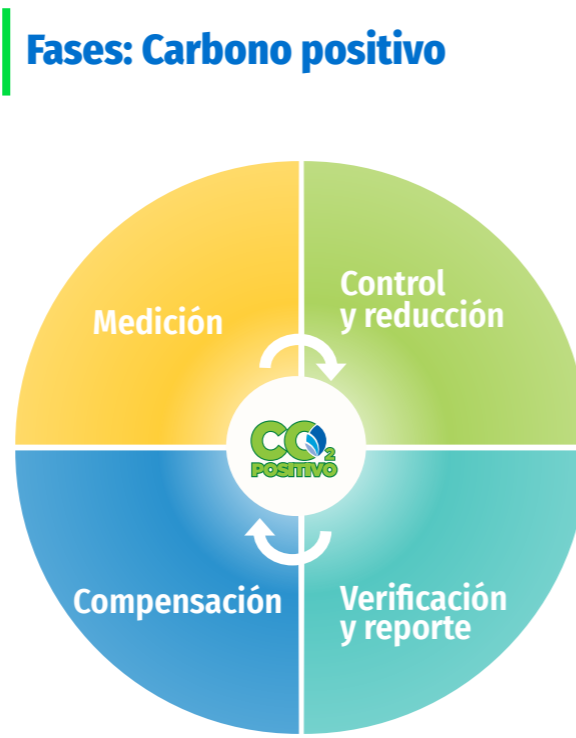 Fases: Carbono positivo
Medición
Control
y reducción
CO2
POSITIVO
Compensación
Verificación
y reporte